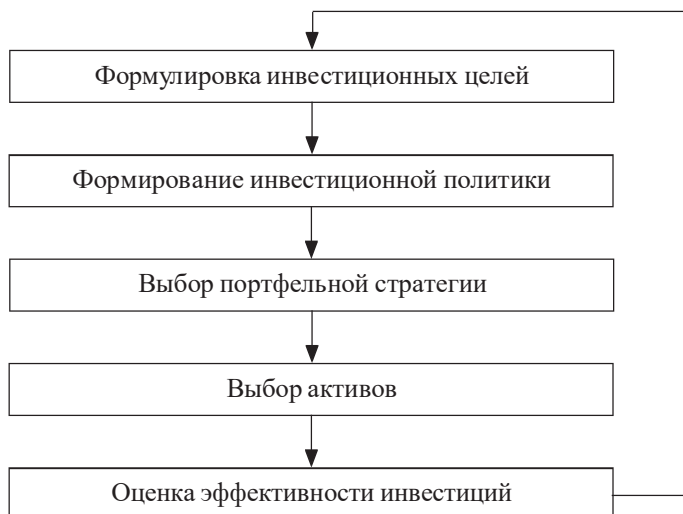 Формулировка инвестиционных целей
Формирование инвестиционной политики
Выбор портфельной стратегии
Выбор активов
Оценка эффективности инвестиций